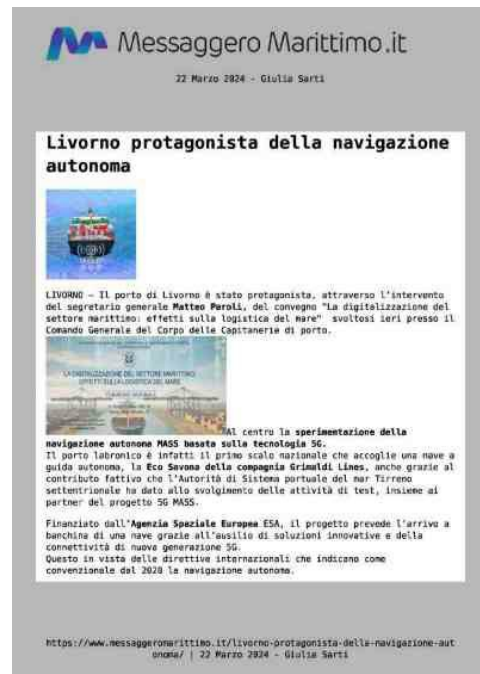 Messaggero Marittimo.it
22 Marzo 2024 - Giulia Sarti
Livorno protagonista della navigazione
autonoma
LIVORNO – Il porto di Livorno è stato protagonista, attraverso l'intervento
del segretario generale Matteo Paroli, del convegno "La digitalizzazione del
settore marittimo: effetti sulla logistica del mare" svoltosi ieri presso il
Comando Generale del Corpo delle Capitanerie di porto.
LA DIGITALIZZAZIONE DEL SETTORE MARITTIMO:
EFFETTI SULLA LOGISTICA DEL MARE
Al centro la sperimentazione della
navigazione autonoma MASS basata sulla tecnologia 5G.
Il porto labronico è infatti il primo scalo nazionale che accoglie una nave a
guida autonoma, la Eco Savona della compagnia Grimaldi Lines, anche grazie al
contributo fattivo che l'Autorità di Sistema portuale del mar Tirreno
settentrionale ha dato allo svolgimento delle attività di test, insieme ai
partner del progetto 5G MASS.
Finanziato dall'Agenzia Spaziale Europea ESA, il progetto prevede l'arrivo a
banchina di una nave grazie all'ausilio di soluzioni innovative e della
connettività di nuova generazione 5G.
Questo in vista delle direttive internazionali che indicano come
convenzionale dal 2028 la navigazione autonoma.
https://www.messaggeromarittimo.it/livorno-protagonista-della-navigazione-aut
onoma/ | 22 Marzo 2024 - Giulia Sarti